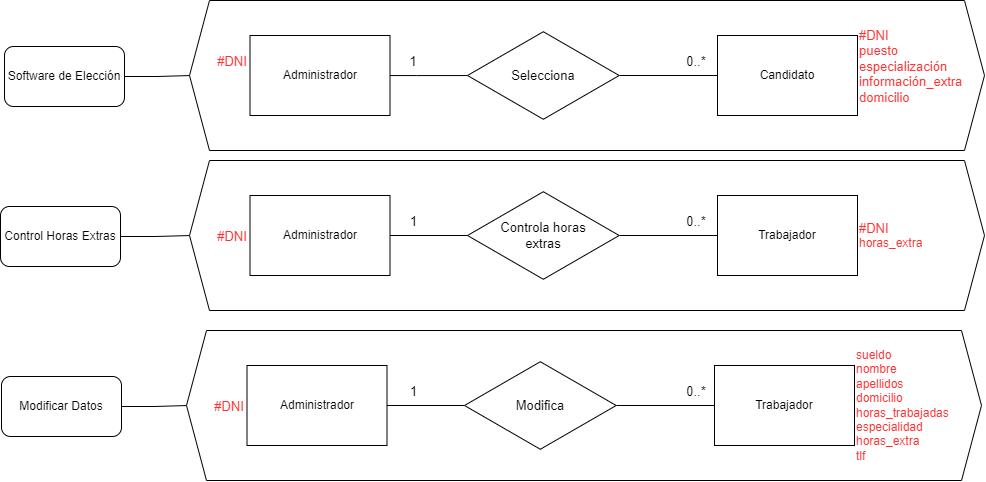 Software de Elección
#DNI
Administrador
1
Selecciona
0..*
Candidato
#DNI
puesto
especialización
información_extra
domicilio
Control Horas Extras
#DNI
Administrador
1
Controla horas
extras
0..*
Trabajador
#DNI
horas_extra
Modificar Datos
#DNI
Administrador
1
Modifica
0..*
Trabajador
sueldo
nombre
apellidos
domicilio
horas_trabajadas
especialidad
horas_extra
tlf